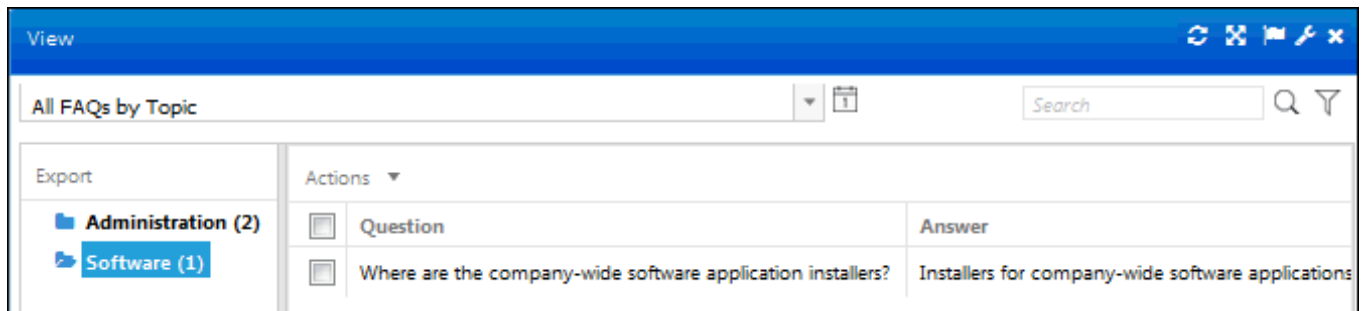 View
All FAQs by Topic
1
Search
Export
Actions
Administration (2)
Question Answer
Software (1)
Where are the company-wide software application installers? Installers for company-wide software applications